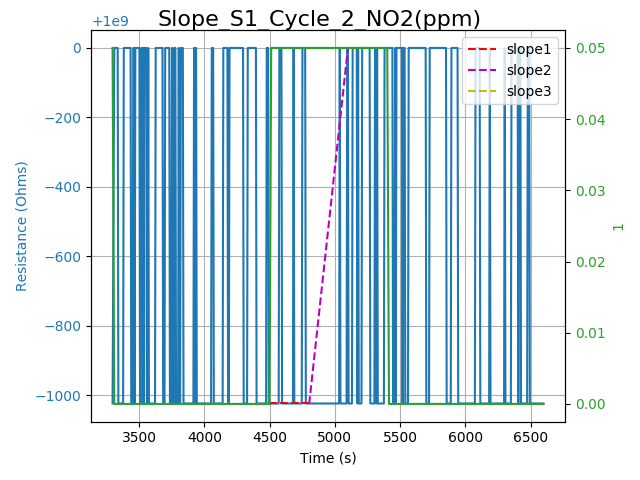 Slope_S1_Cycle_2_NO2(ppm)
+1e9
0
−200
−400
−600
−800
−1000
Resistance (Ohms)
3500
4000
4500
5000
5500
6000
6500
Time (s)
0.05
0.04
0.03
0.02
0.01
0.00
1
slope1
slope2
slope3